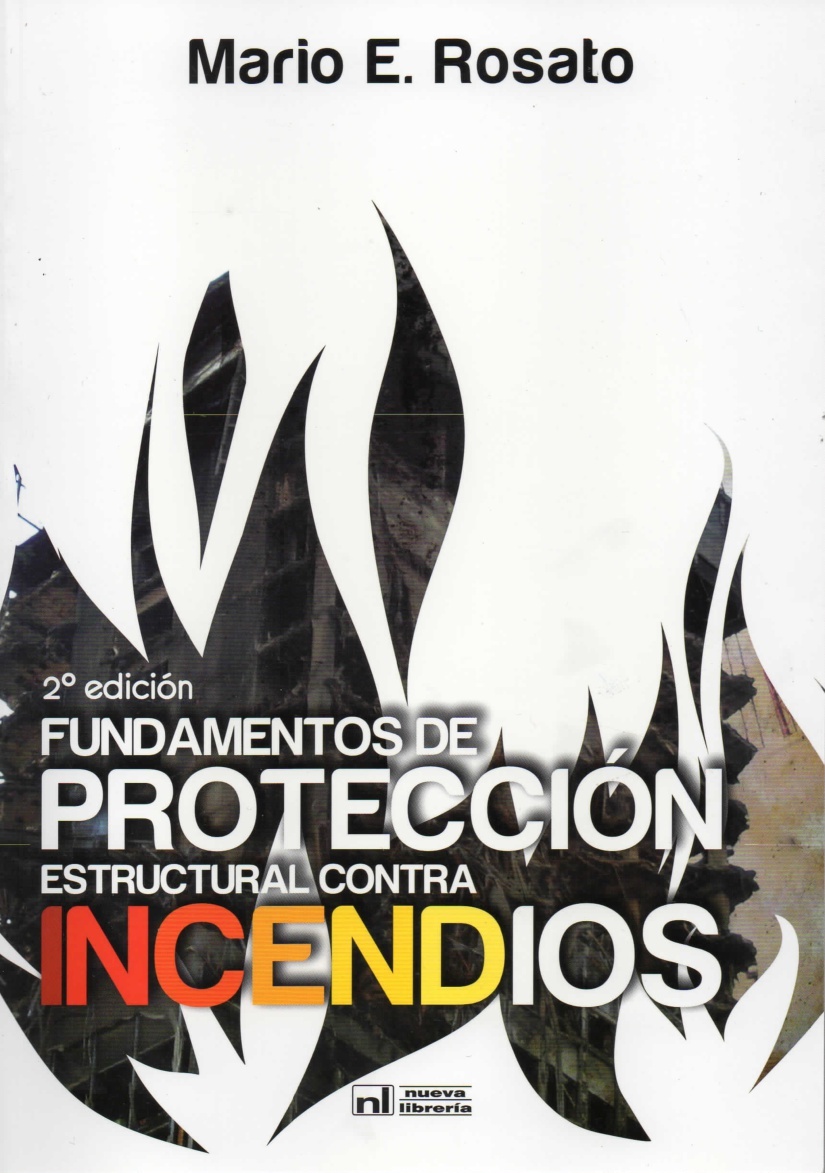 Mario E. Rosato
2º edición
FUNDAMENTOS DE
PROTECCIÓN
ESTRUCTURAL CONTRA
INCENDIOS
nl
nueva
librería